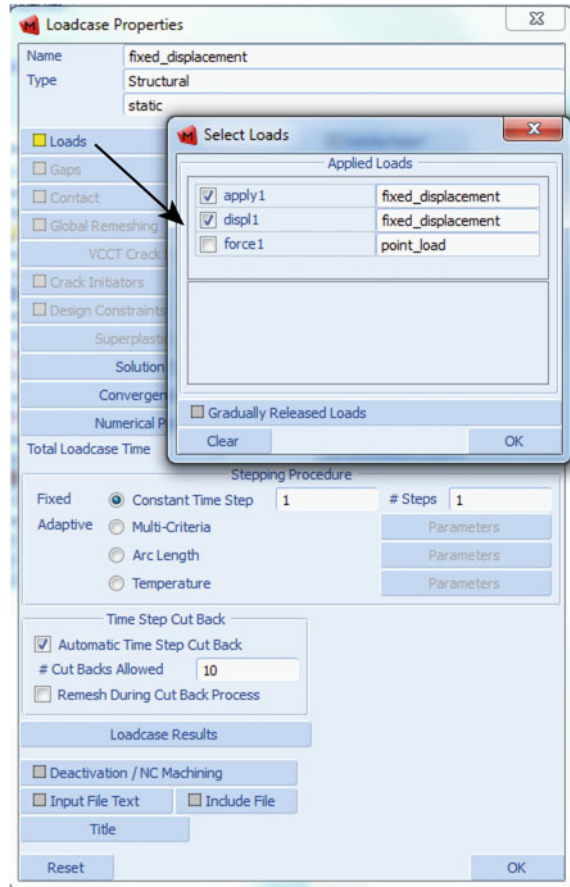 Loadcase Properties
Name fixed_displacement
Type Structural
static
Loads
Select Loads
Applied Loads
apply1 fixed_displacement
displ1 fixed_displacement
force1 point_load
Gradually Released Loads
Clear OK
Gaps
Contact
Global Remeshing
VCCT Crack
Crack Initiators
Design Constraints
Superplasti
Solution
Convergen
Numerical P
Total Loadcase Time
Stepping Procedure
Fixed Constant Time Step 1 # Steps 1
Adaptive Multi-Criteria Parameters
Arc Length Parameters
Temperature Parameters
Time Step Cut Back
Automatic Time Step Cut Back
# Cut Backs Allowed 10
Remesh During Cut Back Process
Loadcase Results
Deactivation / NC Machining
Input File Text Include File
Title
Reset OK